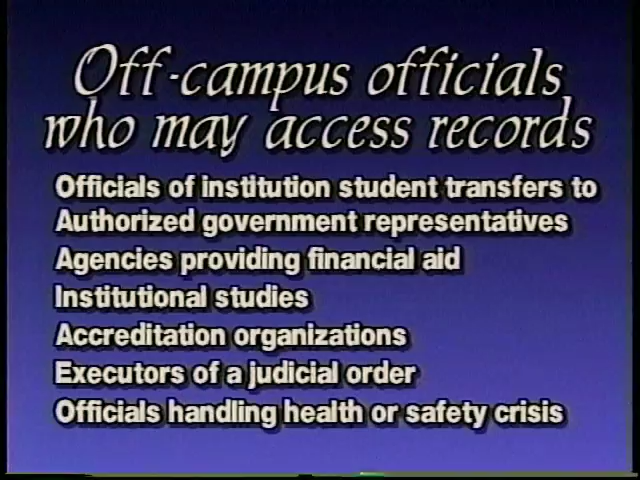 Off-campus officials
who may access records
Officials of institution student transfers to
Authorized government representatives
Agencies providing financial aid
Institutional studies
Accreditation organizations
Executors of a judicial order
Officials handling health or safety crisis